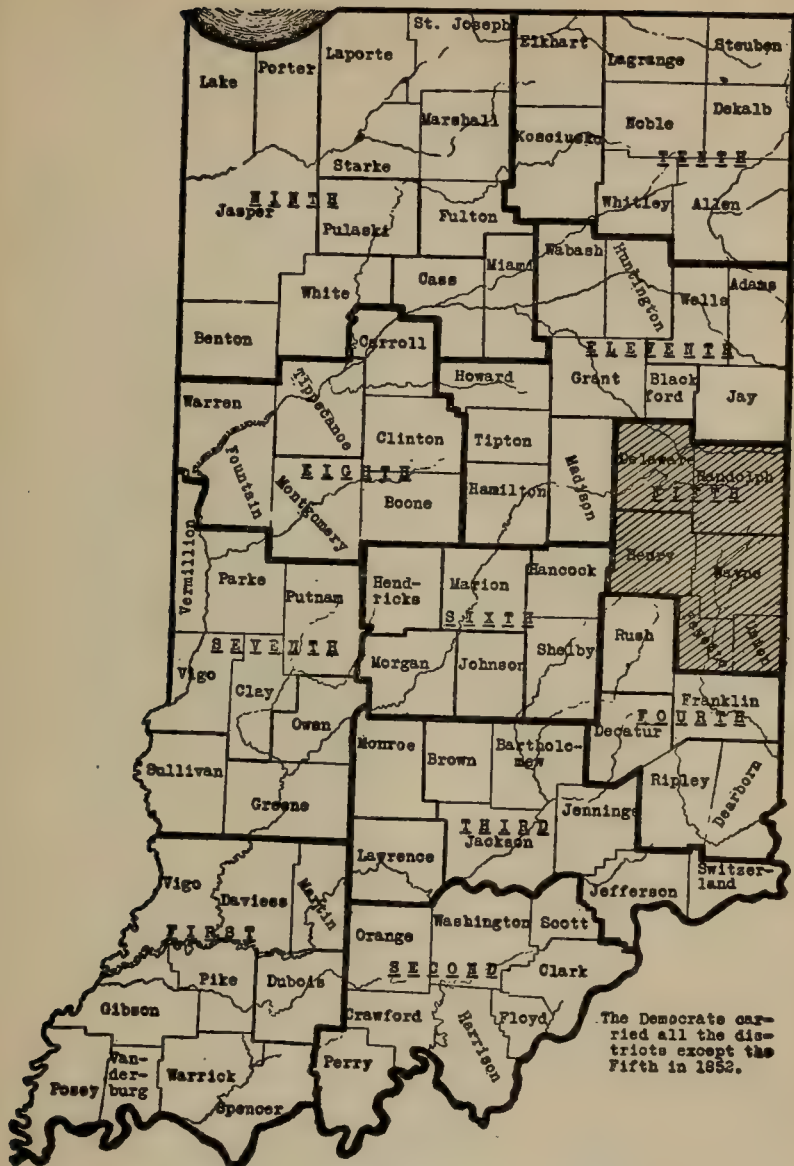 St. Joseph
Elkhart
Lagrange
Steuben
Lake
Porter
Laporte
Marshall
Kosciusko
Noble
Dekalb
TENTH
Starke
NINTH
Jasper
Pulaski
Fulton
Whitley
Allen
White
Cass
Miami
Wabash
Huntington
Wells
Adams
Benton
Carroll
ELEVENTH
Howard
Grant
Black
ford
Jay
Warren
Tippecanoe
Clinton
Tipton
Madison
Delaware
Randolph
FIFTH
Fountain
EIGHTH
Montgomery
Boone
Hamilton
Henry
Wayne
Vermillion
Parke
Putnam
Hend-
ricks
Marion
Hancock
SIXTH
Fayette
Union
SEVENTH
Vigo
Clay
Owan
Morgan
Johnson
Shelby
Rush
Franklin
FOURTH
Decatur
Sullivan
Greene
Monroe
Brown
Bartholo-
mew
Ripley
Dearborn
Jennings
THIRD
Jackson
Lawrence
Jefferson
Switzer-
land
Vigo
Daviess
Martin
FIRST
Orange
Washington
Scott
SECOND
Clark
Pike
Dubois
Gibson
Crawford
Harrison
Floyd
Perry
Posey
Van-
der-
burg
Warrick
Spencer
The Democrats car-
ried all the dis-
tricts except the
Fifth in 1852.